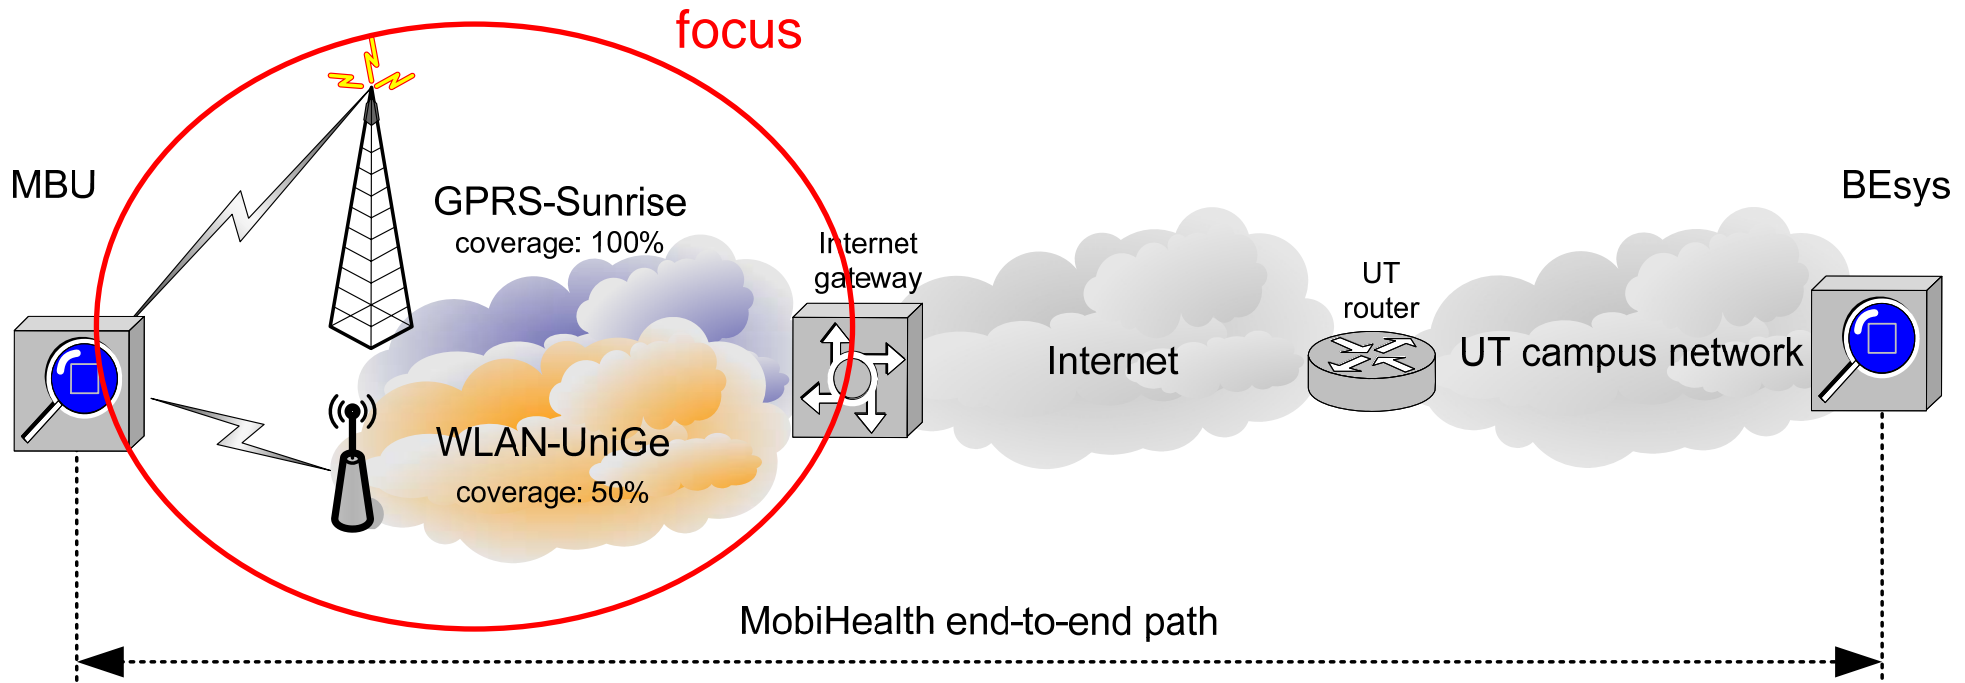 focus
MBU
GPRS-Sunrise
coverage: 100%
Internet
gateway
WLAN-UniGe
coverage: 50%
Internet
UT
router
UT campus network
BEsys
MobiHealth end-to-end path